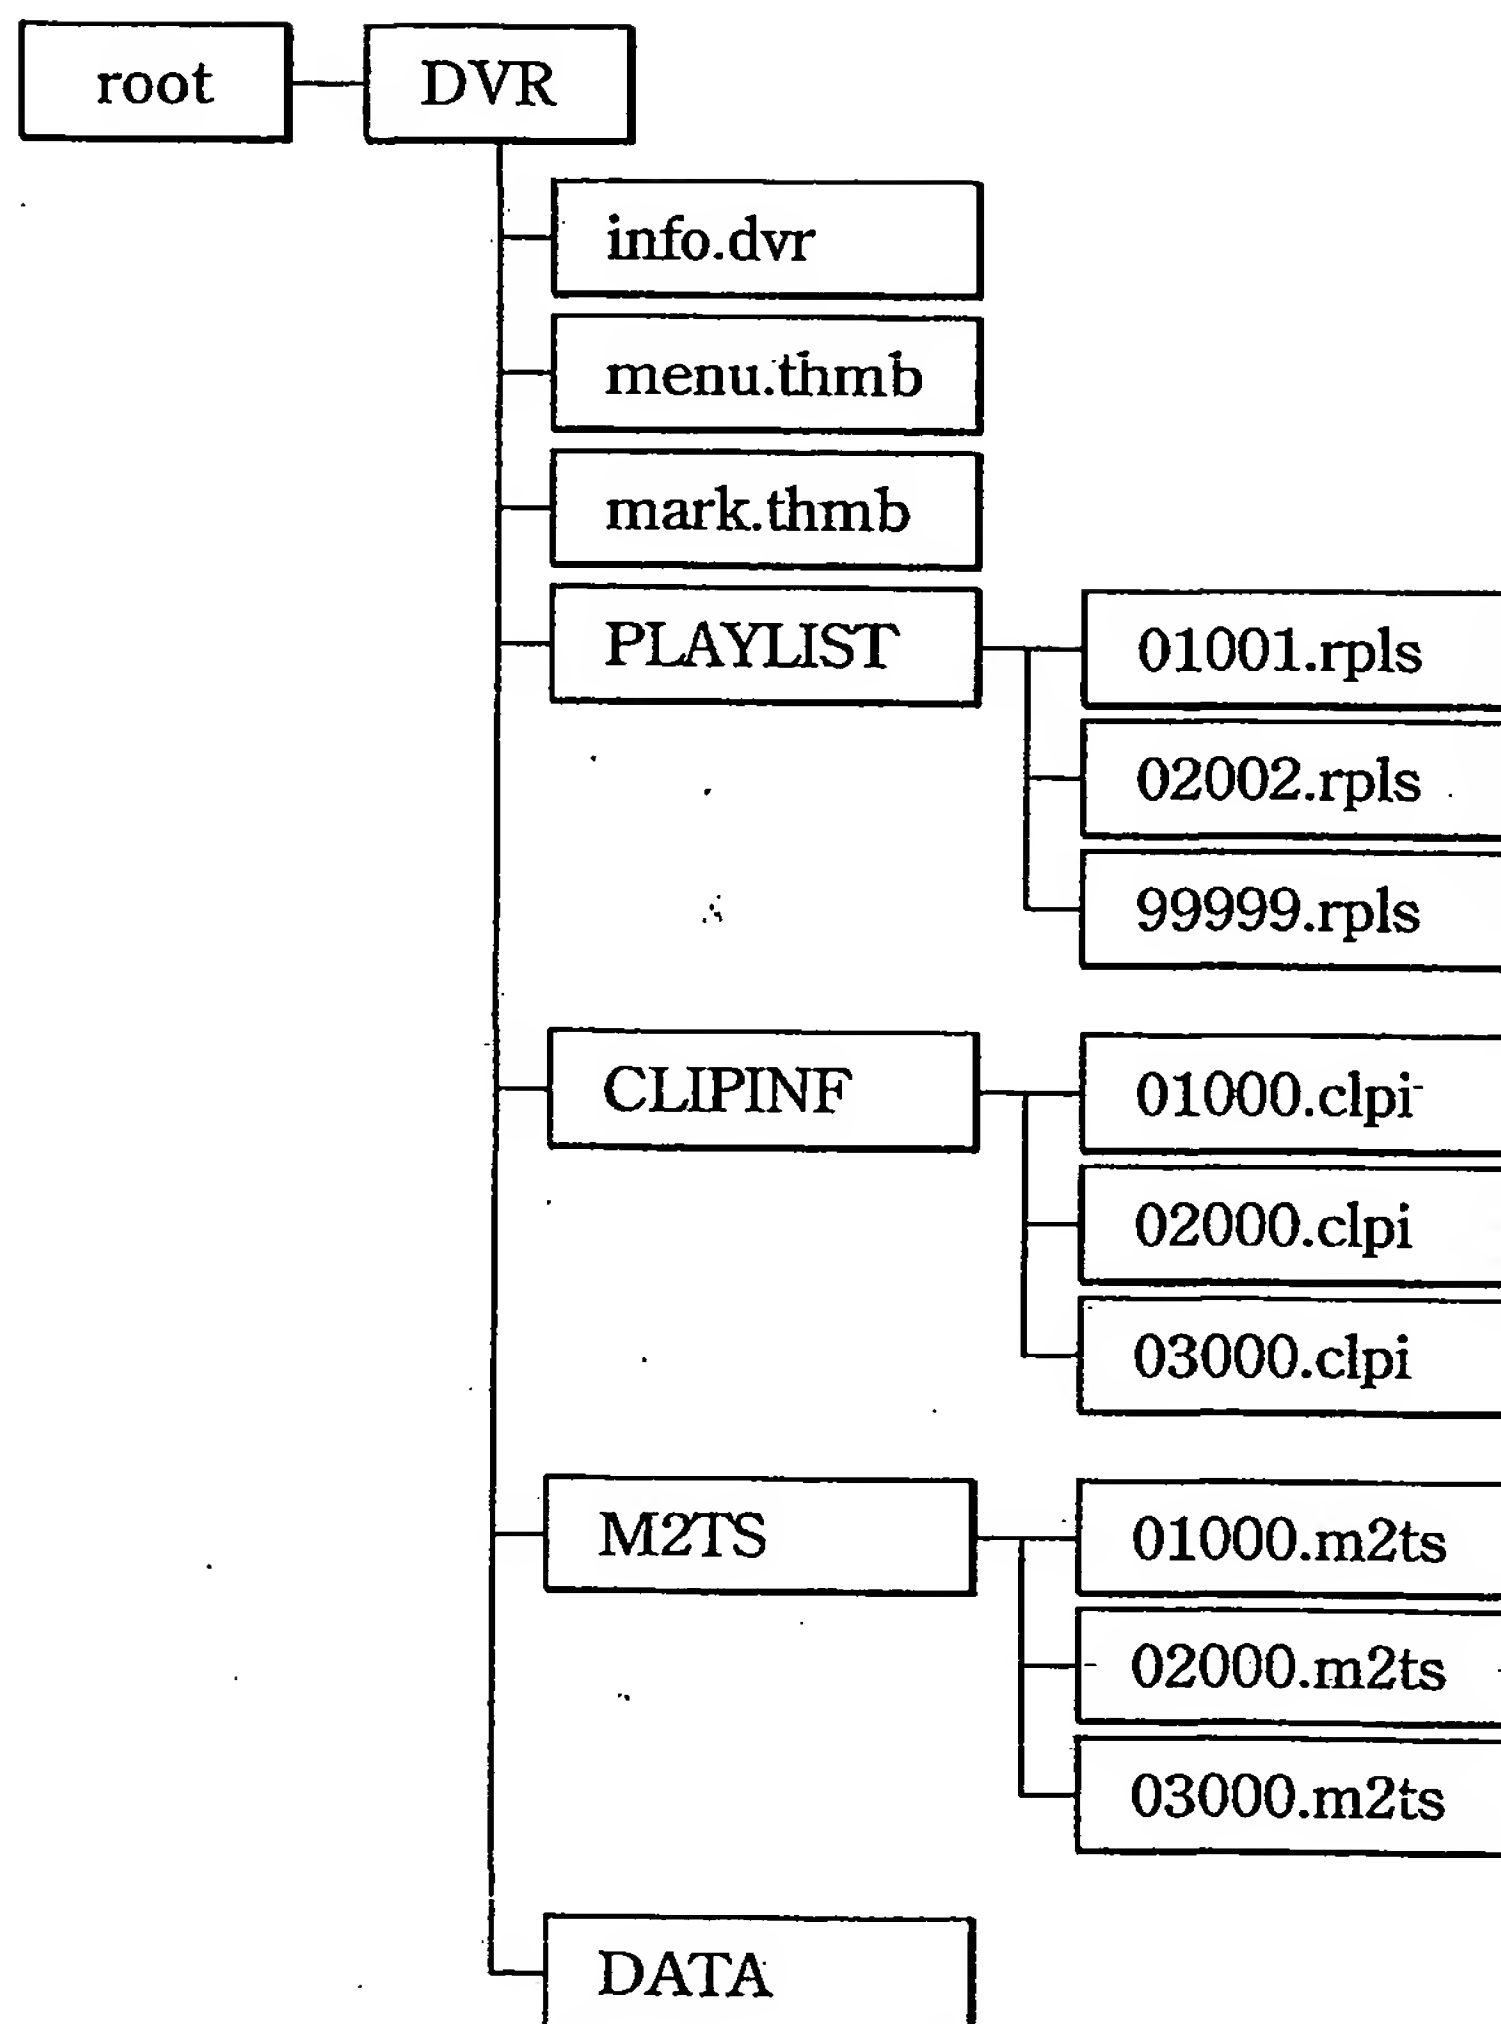 root
DVR
info.dvr
menu.thmb
mark.thmb
PLAYLIST
01001.rpls
02002.rpls
99999.rpls
CLIPINF
01000.clpi
02000.clpi
03000.clpi
M2TS
01000.m2ts
02000.m2ts
03000.m2ts
DATA